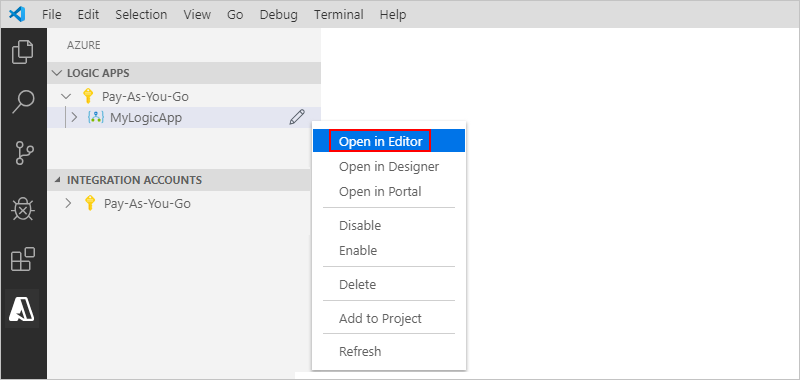 File Edit Selection View Go Debug Terminal Help
AZURE
LOGIC APPS
Pay-As-You-Go
MyLogicApp
Open in Editor
Open in Designer
Open in Portal
Disable
Enable
Delete
Add to Project
Refresh
INTEGRATION ACCOUNTS
Pay-As-You-Go